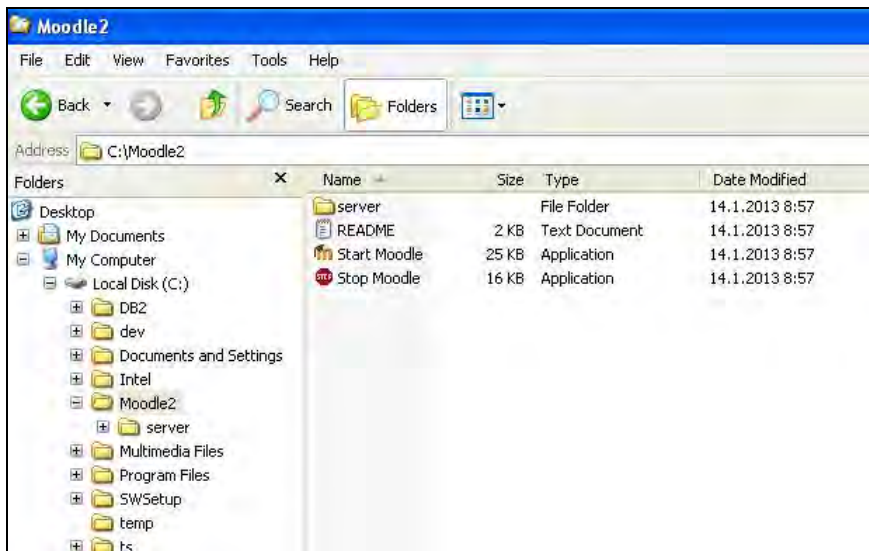 Moodle2
File Edit View Favorites Tools Help
Back Search Folders
Address C:\Moodle2
Folders X Name Size Type Date Modified
Desktop server File Folder 14.1.2013 8:57
My Documents README 2 KB Text Document 14.1.2013 8:57
My Computer Start Moodle 25 KB Application 14.1.2013 8:57
Local Disk (C:) STOP Stop Moodle 16 KB Application 14.1.2013 8:57
DB2
dev
Documents and Settings
Intel
Moodle2
server
Multimedia Files
Program Files
SWSetup
temp
ts